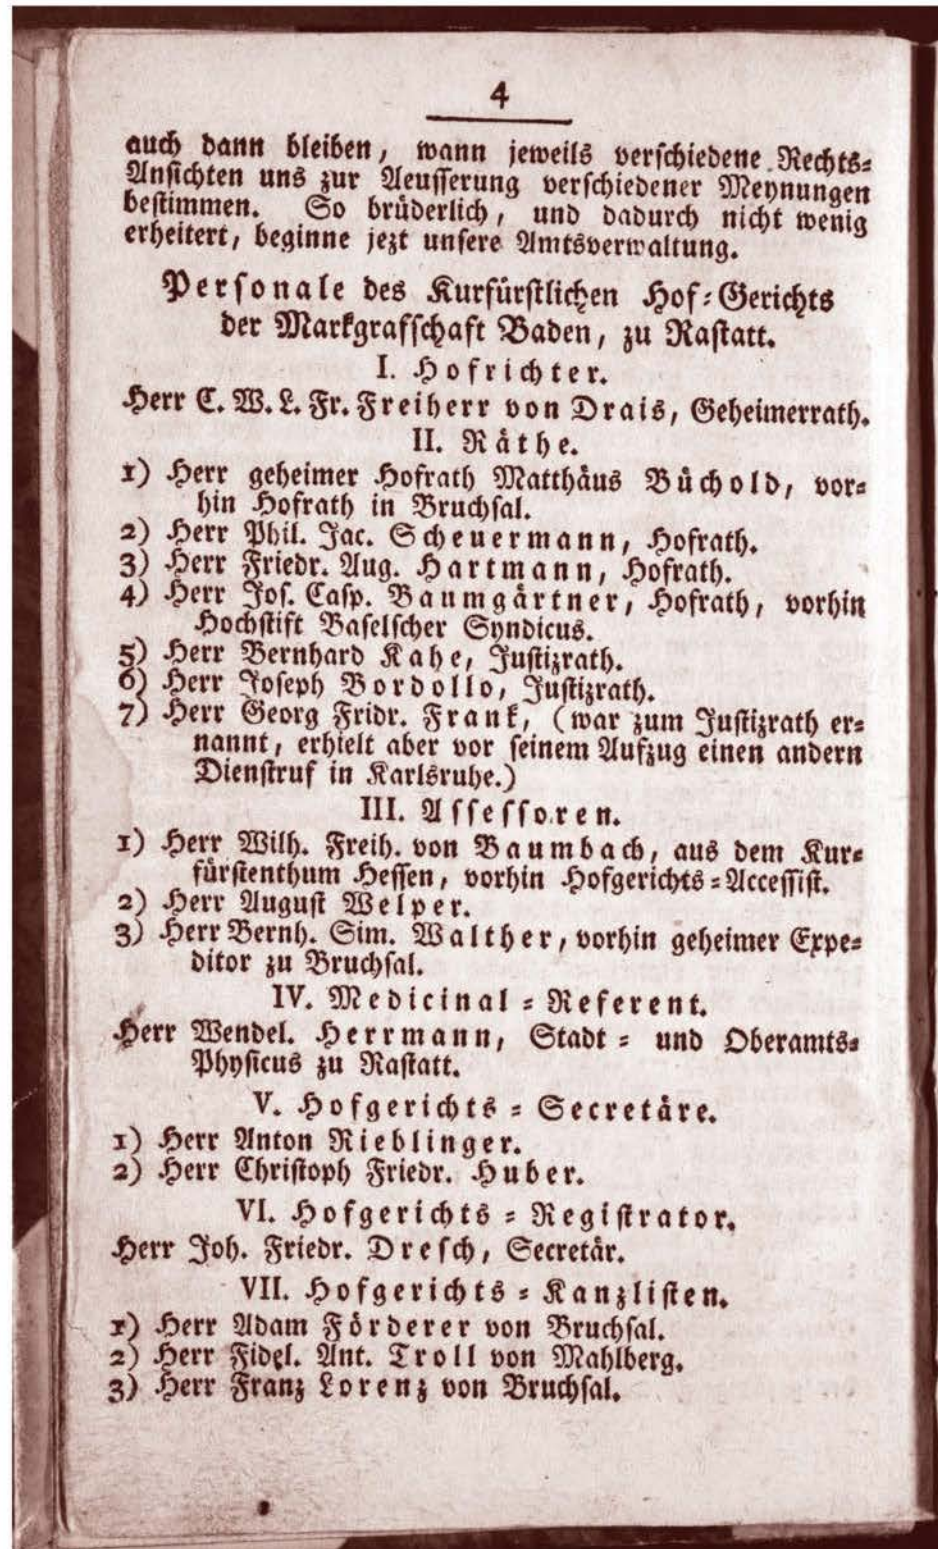 4
auch dann bleiben, wann jeweils verschiedene Rechts-
Ansichten uns zur Aeusserung verschiedener Meynungen
bestimmen. So brüderlich, und dadurch nicht wenig
erheitert, beginne jezt unsere Amtsverwaltung.
Personale des Kurfürstlichen Hof-Gerichts
der Markgrafschaft Baden, zu Rastatt.
I. Hofrichter.
Herr C. W. L. Fr. Freiherr von Drais, Geheimerrath.
II. Räthe.
1) Herr geheimer Hofrath Matthäus Büchold, vor-
hin Hofrath in Bruchsal.
2) Herr Phil. Jac. Scheuermann, Hofrath.
3) Herr Friedr. Aug. Hartmann, Hofrath.
4) Herr Jos. Casp. Baumgärtner, Hofrath, vorhin
Hochstift Baselscher Syndicus.
5) Herr Bernhard Kahe, Justizrath.
6) Herr Joseph Bordollo, Justizrath.
7) Herr Georg Fridr. Frank, (war zum Justizrath er-
nannt, erhielt aber vor seinem Aufzug einen andern
Dienstruf in Karlsruhe.)
III. Assessoren.
1) Herr Wilh. Freih. von Baumbach, aus dem Kur-
fürstenthum Hessen, vorhin Hofgerichts-Accessist.
2) Herr August Welper.
3) Herr Bernh. Sim. Walther, vorhin geheimer Expe-
ditor zu Bruchsal.
IV. Medicinal-Referent.
Herr Wendel. Herrmann, Stadt- und Oberamts-
Physicus zu Rastatt.
V. Hofgerichts-Secretäre.
1) Herr Anton Rieblinger.
2) Herr Christoph Friedr. Huber.
VI. Hofgerichts-Registrator.
Herr Joh. Friedr. Dresch, Secretär.
VII. Hofgerichts-Kanzlisten.
1) Herr Adam Förderer von Bruchsal.
2) Herr Fidel. Ant. Troll von Mahlberg.
3) Herr Franz Lorenz von Bruchsal.